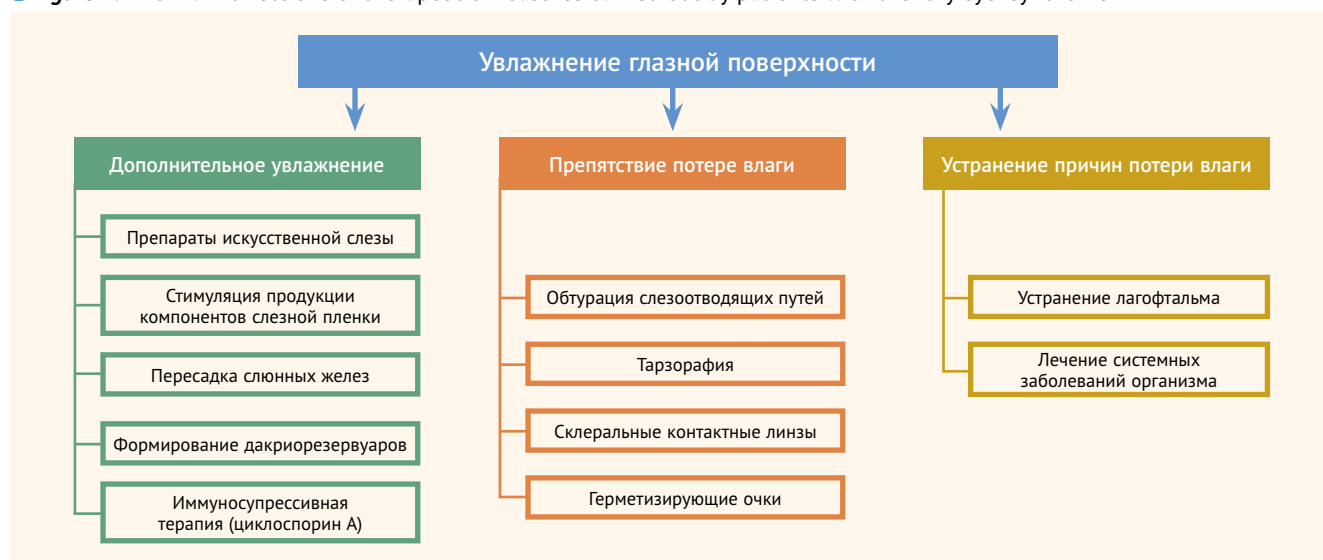 Увлажнение глазной поверхности
Дополнительное увлажнение
Препараты искусственной слезы
Стимуляция продукции
компонентов слезной пленки
Пересадка слюнных желез
Формирование дакриорезервуаров
Иммуносупрессивная
терапия (циклоспорин А)
Препятствие потере влаги
Обтурация слезоотводящих путей
Тарзорафия
Склеральные контактные линзы
Герметизирующие очки
Устранение причин потери влаги
Устранение лагофтальма
Лечение системных
заболеваний организма